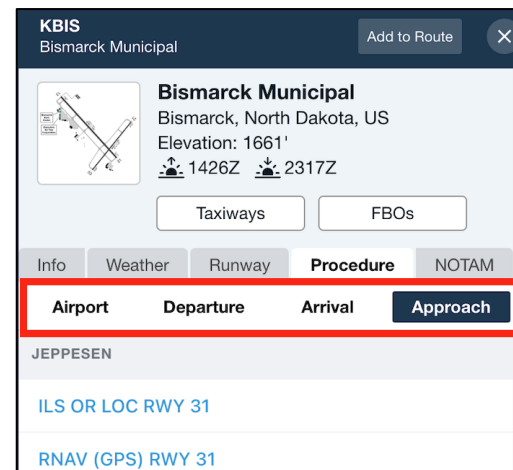 KBIS
Bismarck Municipal
Add to Route
Bismarck Municipal
Bismarck, North Dakota, US
Elevation: 1661'
1426Z 2317Z
Taxiways FBOs
Info Weather Runway Procedure NOTAM
Airport Departure Arrival Approach
JEPPESEN
ILS OR LOC RWY 31
RNAV (GPS) RWY 31